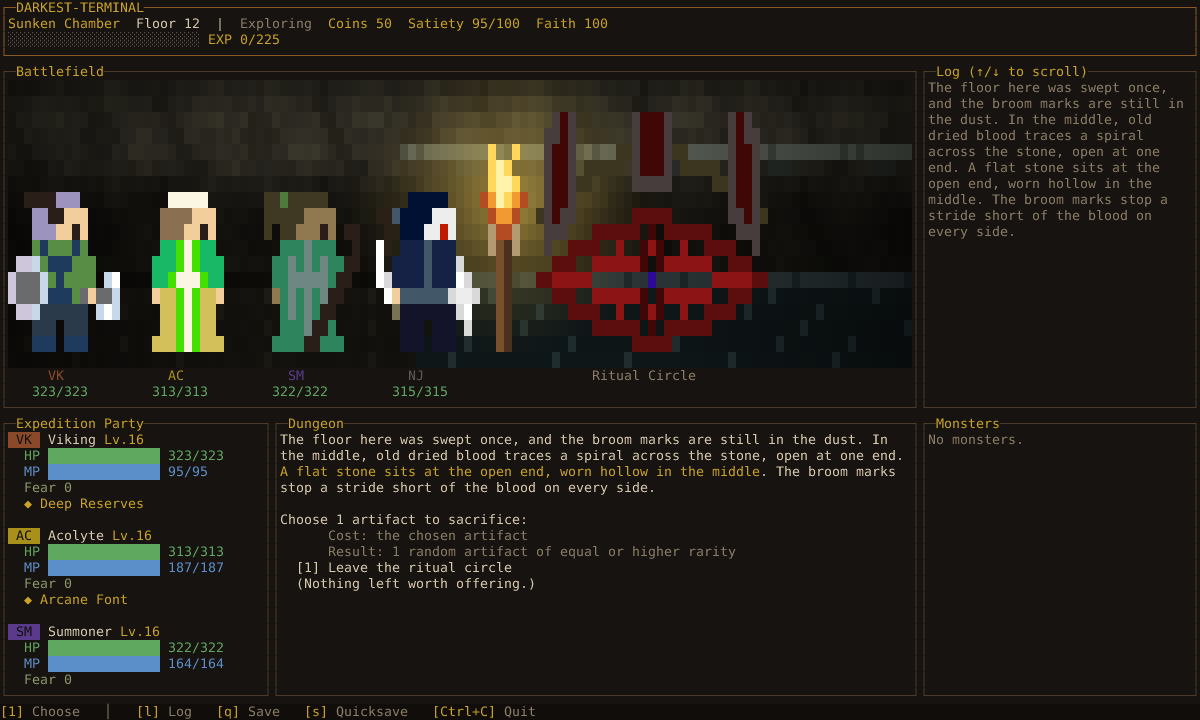 DARKEST-TERMINAL
Sunken Chamber  Floor 12  |  Exploring  Coins 50  Satiety 95/100  Faith 100
EXP 0/225
Battlefield
VK AC SM NJ Ritual Circle
323/323 313/313 322/322 315/315
Log (↑/↓ to scroll)
The floor here was swept once,
and the broom marks are still in
the dust. In the middle, old
dried blood traces a spiral
across the stone, open at one
end. A flat stone sits at the
open end, worn hollow in the
middle. The broom marks stop a
stride short of the blood on
every side.
Expedition Party
VK Viking Lv.16
HP 323/323
MP 95/95
Fear 0
◆ Deep Reserves
AC Acolyte Lv.16
HP 313/313
MP 187/187
Fear 0
◆ Arcane Font
SM Summoner Lv.16
HP 322/322
MP 164/164
Fear 0
Dungeon
The floor here was swept once, and the broom marks are still in the dust. In
the middle, old dried blood traces a spiral across the stone, open at one end.
A flat stone sits at the open end, worn hollow in the middle. The broom marks
stop a stride short of the blood on every side.
Choose 1 artifact to sacrifice:
Cost: the chosen artifact
Result: 1 random artifact of equal or higher rarity
[1] Leave the ritual circle
(Nothing left worth offering.)
Monsters
No monsters.
[1] Choose | [l] Log [q] Save [s] Quicksave [Ctrl+C] Quit